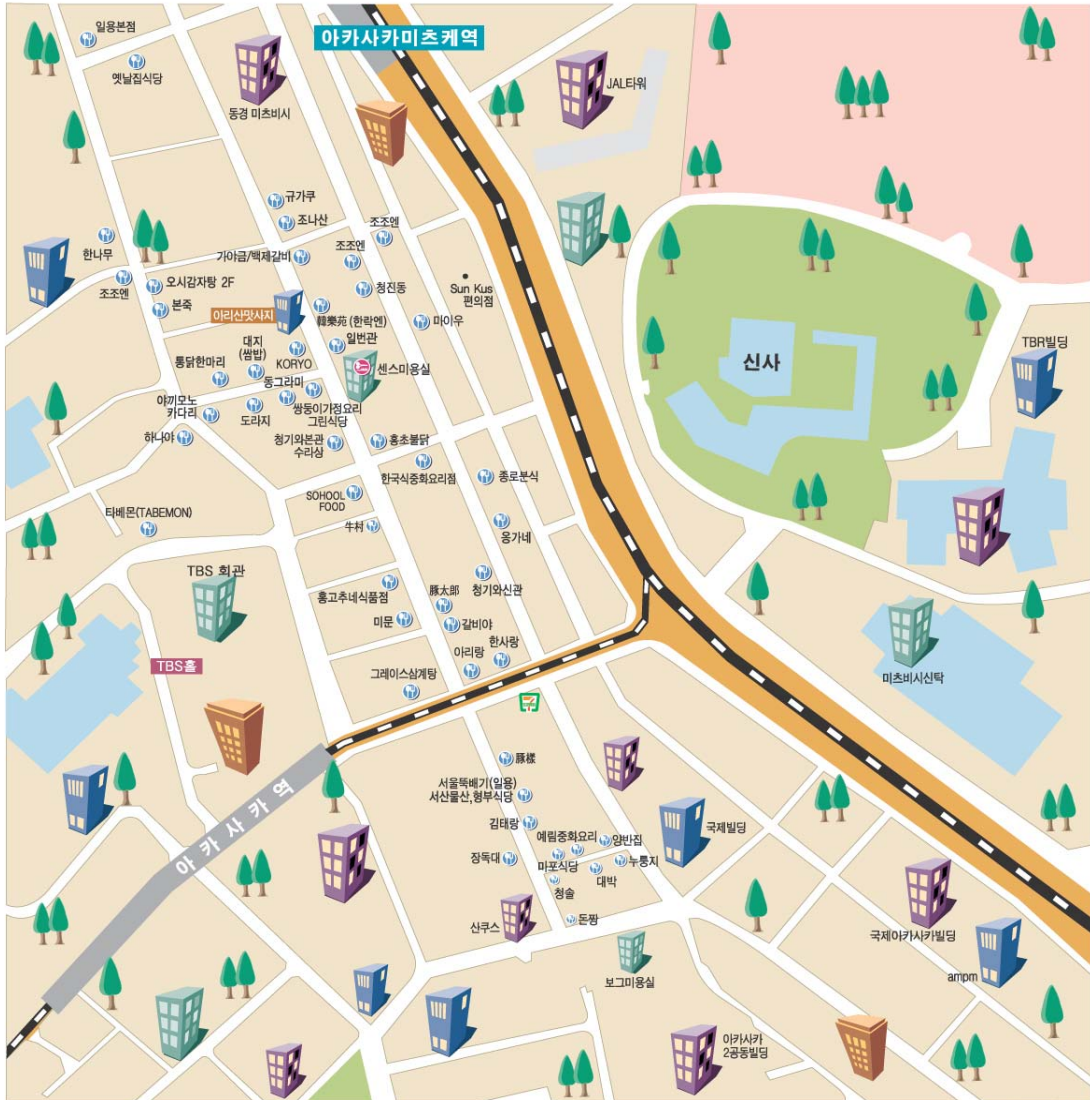 일용본점
옛날집식당
동경 미츠비시
아카사카미츠케역
JAL타워
규가쿠
조나산
조조엔
한나무
가야금/백제갈비
조조엔
조조엔
오시감자탕 2F
청진동
Sun Kus
편의점
본죽
아리산맛사지
韓樂苑 (한락엔)
마이우
일번관
대지
(쌈밥)
KORYO
통닭한마리
센스미용실
신사
TBR빌딩
동그라미
야끼모노
카다리
도라지
쌍둥이가정요리
그린식당
하나야
청기와본관
수라상
홍초불닭
한국식중화요리점
종로분식
SOHOOL
FOOD
타베몬(TABEMON)
牛村
옹가네
TBS 회관
홍고추네식품점
豚太郎
청기와신관
미문
갈비야
한사랑
아리랑
TBS홀
그레이스삼계탕
미츠비시신탁
豚樣
서울뚝배기(일용)
서산물산,형부식당
김태랑
예림중화요리
양반집
국제빌딩
아카사카역
장독대
마포식당
누룽지
대박
청솔
산쿠스
돈짱
국제아카사카빌딩
보그미용실
ampm
아카사카
2공동빌딩